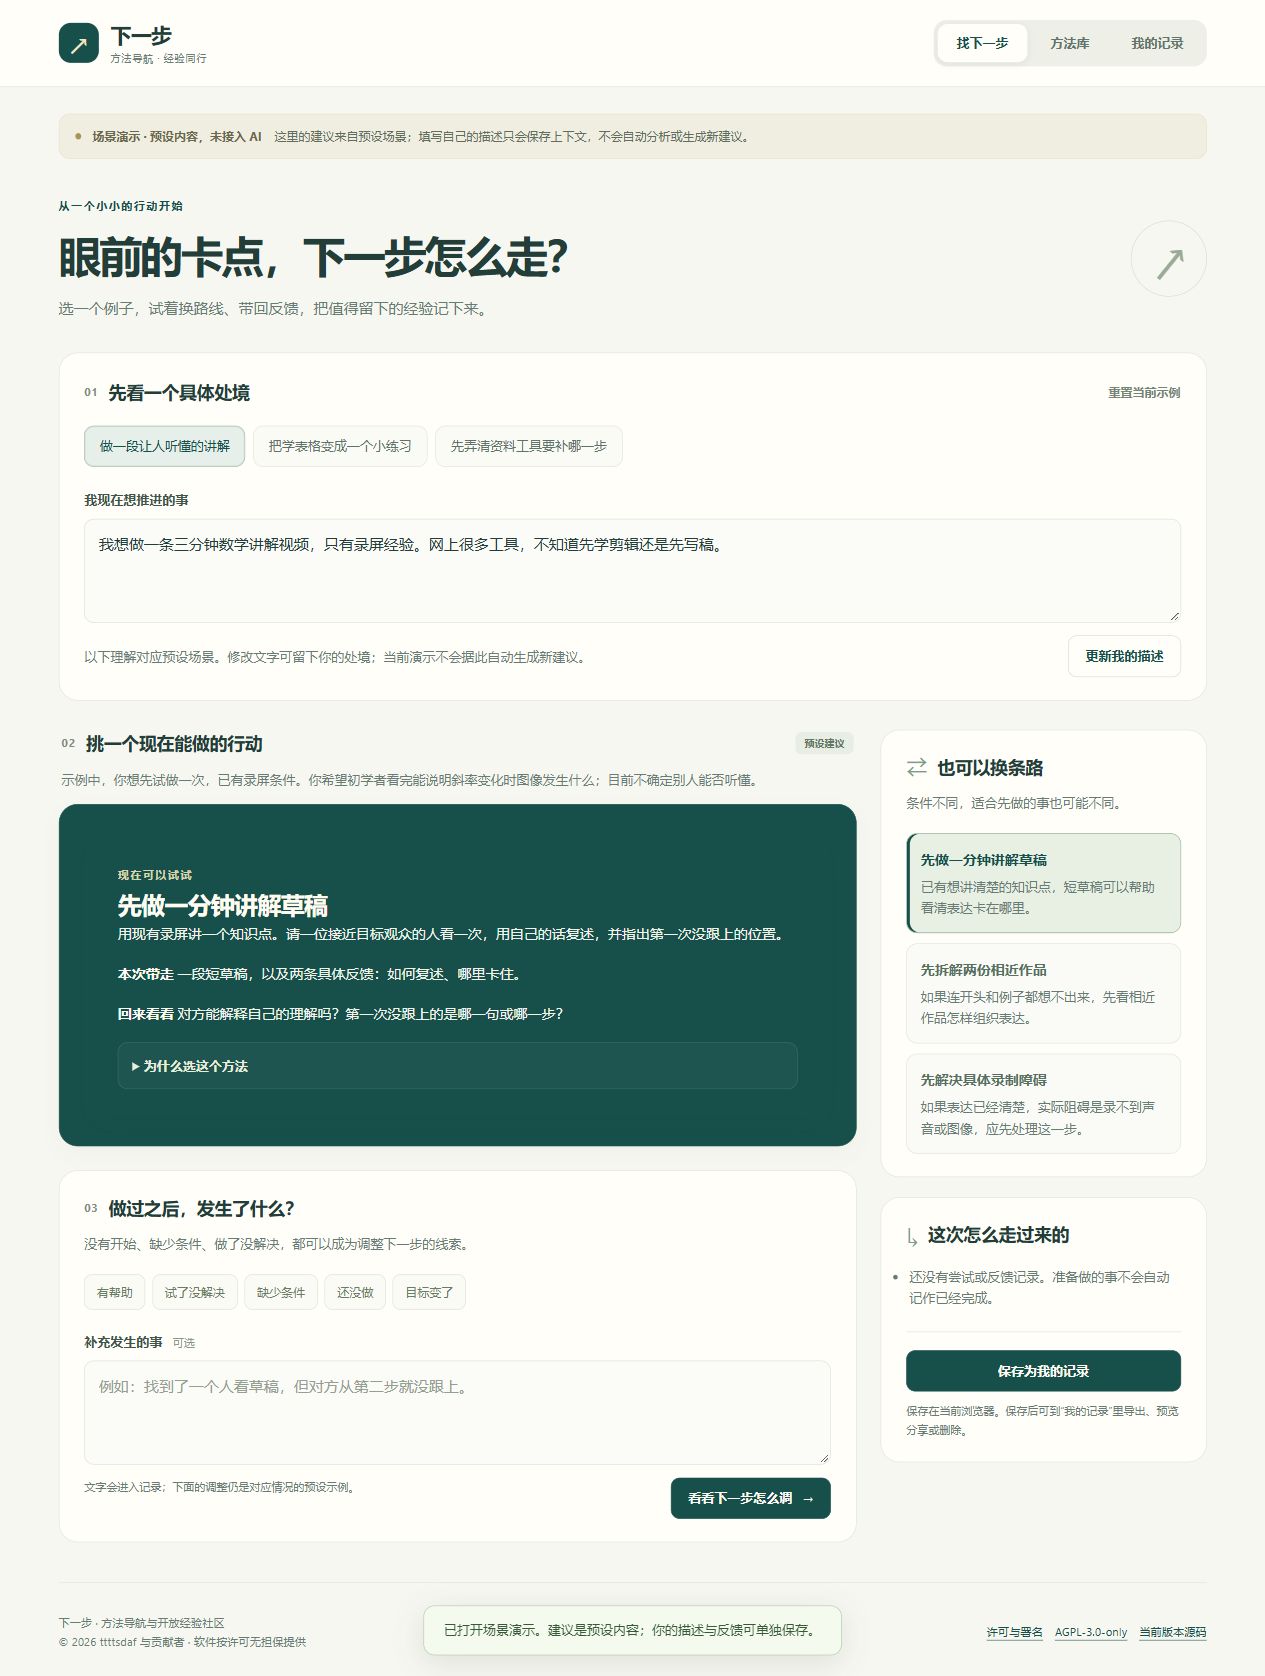 下一步
方法导航 · 经验同行
找下一步
方法库
我的记录
场景演示 · 预设内容，未接入 AI 这里的建议来自预设场景；填写自己的描述只会保存上下文，不会自动分析或生成新建议。
从一个小小的行动开始
眼前的卡点，下一步怎么走？
选一个例子，试着换路线、带回反馈，把值得留下的经验记下来。
01 先看一个具体处境
重置当前示例
做一段让人听懂的讲解
把学表格变成一个小练习
先弄清资料工具要补哪一步
我现在想推进的事
我想做一条三分钟数学讲解视频，只有录屏经验。网上很多工具，不知道先学剪辑还是先写稿。
以下理解对应预设场景。修改文字可留下你的处境；当前演示不会据此自动生成新建议。
更新我的描述
02 挑一个现在能做的行动
预设建议
示例中，你想先试做一次，已有录屏条件。你希望初学者看完能说明斜率变化时图像发生什么；目前不确定别人能否听懂。
现在可以试试
先做一分钟讲解草稿
用现有录屏讲一个知识点。请一位接近目标观众的人看一次，用自己的话复述，并指出第一次没跟上的位置。
本次带走 一段短草稿，以及两条具体反馈：如何复述、哪里卡住。
回来看看 对方能解释自己的理解吗？第一次没跟上的是哪一句或哪一步？
为什么选这个方法
03 做过之后，发生了什么？
没有开始、缺少条件、做了没解决，都可以成为调整下一步的线索。
有帮助
试了没解决
缺少条件
还没做
目标变了
补充发生的事 可选
例如：找到了一个人看草稿，但对方从第二步就没跟上。
文字会进入记录；下面的调整仍是对应情况的预设示例。
看看下一步怎么调 →
也可以换条路
条件不同，适合先做的事也可能不同。
先做一分钟讲解草稿
已有想讲清楚的知识点，短草稿可以帮助
看清表达卡在哪里。
先拆解两份相近作品
如果连开头和例子都想不出来，先看相近
作品怎样组织表达。
先解决具体录制障碍
如果表达已经清楚，实际阻碍是录不到声
音或图像，应先处理这一步。
这次怎么走过来的
还没有尝试或反馈记录。准备做的事不会自动
记作已经完成。
保存为我的记录
保存在当前浏览器。保存后可到“我的记录”里导出、预览
分享或删除。
下一步 · 方法导航与开放经验社区
© 2026 ttttsdaf 与贡献者 · 软件按许可无担保提供
已打开场景演示。建议是预设内容；你的描述与反馈可单独保存。
许可与署名
AGPL-3.0-only
当前版本源码